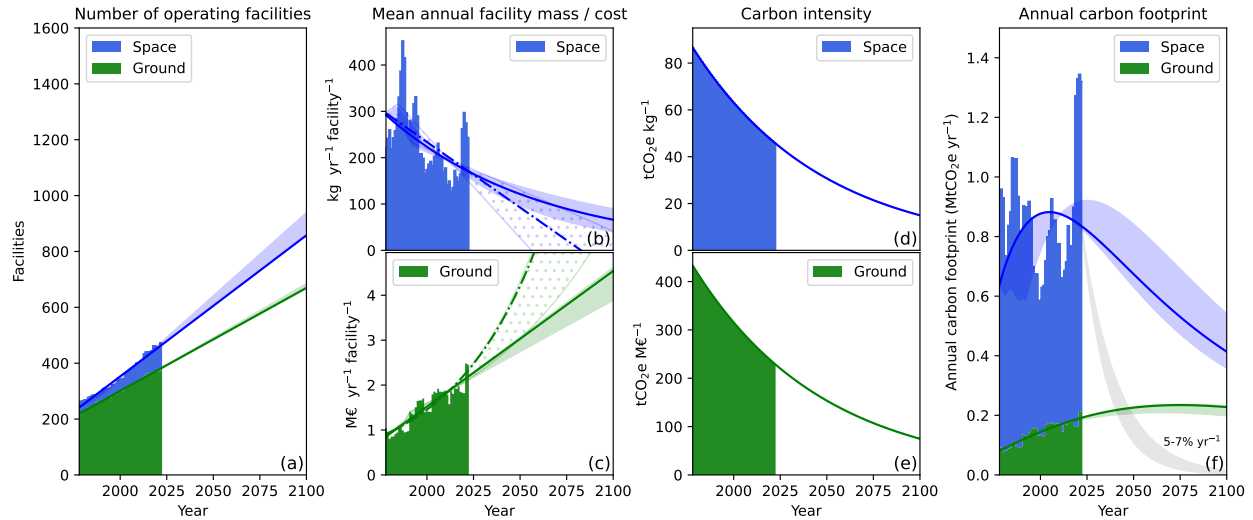 Number of operating facilities
Mean annual facility mass / cost
Carbon intensity
Annual carbon footprint
1600
1400
1200
1000
800
600
400
200
0
Facilities
Space
Ground
(a)
2000
2025
2050
2075
2100
Year
400
300
200
100
0
kg yr⁻¹ facility⁻¹
Space
(b)
4
3
2
1
0
M€ yr⁻¹ facility⁻¹
Ground
(c)
2000
2025
2050
2075
2100
Year
80
60
40
20
0
tCO₂e kg⁻¹
Space
(d)
400
300
200
100
0
tCO₂e M€⁻¹
Ground
(e)
2000
2025
2050
2075
2100
Year
1.4
1.2
1.0
0.8
0.6
0.4
0.2
0.0
Annual carbon footprint (MtCO₂e yr⁻¹)
Space
Ground
5-7% yr⁻¹
(f)
2000
2025
2050
2075
2100
Year